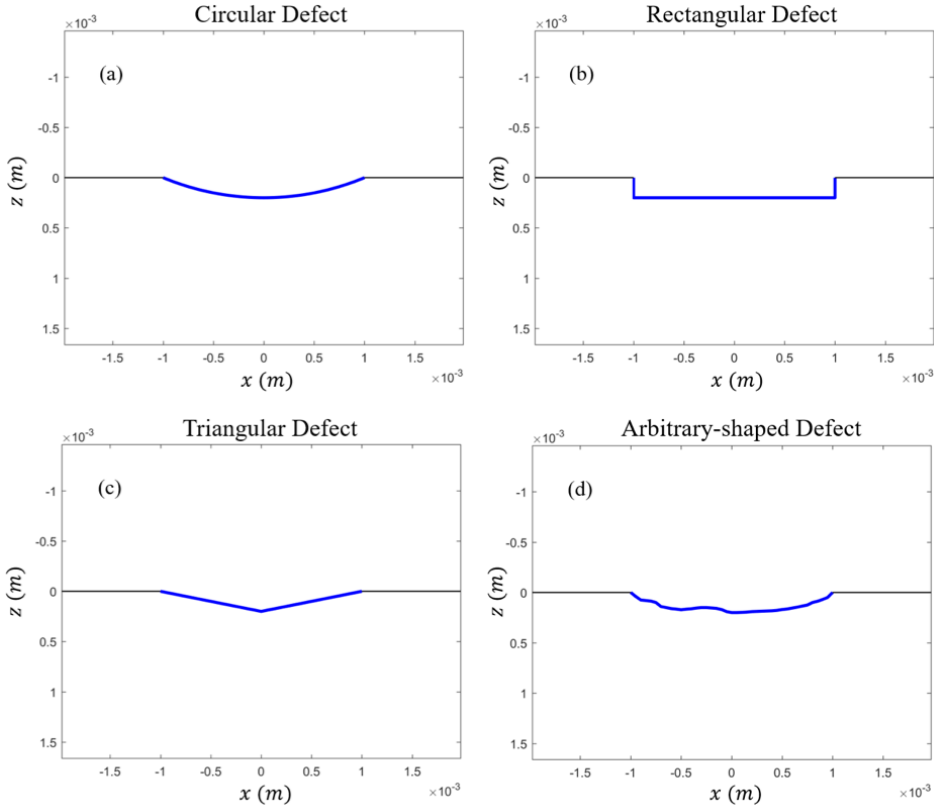 Circular Defect
×10⁻³
(a)
-1
-0.5
0
0.5
1
1.5
z (m)
-1.5 -1 -0.5 0 0.5 1 1.5
×10⁻³
x (m)
Rectangular Defect
×10⁻³
(b)
-1
-0.5
0
0.5
1
1.5
z (m)
-1.5 -1 -0.5 0 0.5 1 1.5
×10⁻³
x (m)
Triangular Defect
×10⁻³
(c)
-1
-0.5
0
0.5
1
1.5
z (m)
-1.5 -1 -0.5 0 0.5 1 1.5
×10⁻³
x (m)
Arbitrary-shaped Defect
×10⁻³
(d)
-1
-0.5
0
0.5
1
1.5
z (m)
-1.5 -1 -0.5 0 0.5 1 1.5
×10⁻³
x (m)